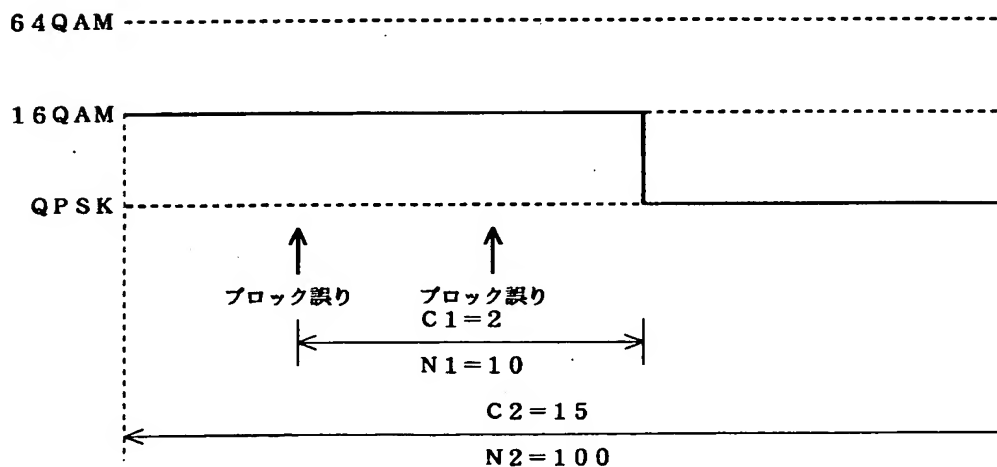 64QAM
16QAM
QPSK
ブロック誤り ブロック誤り
C1=2
N1=10
C2=15
N2=100